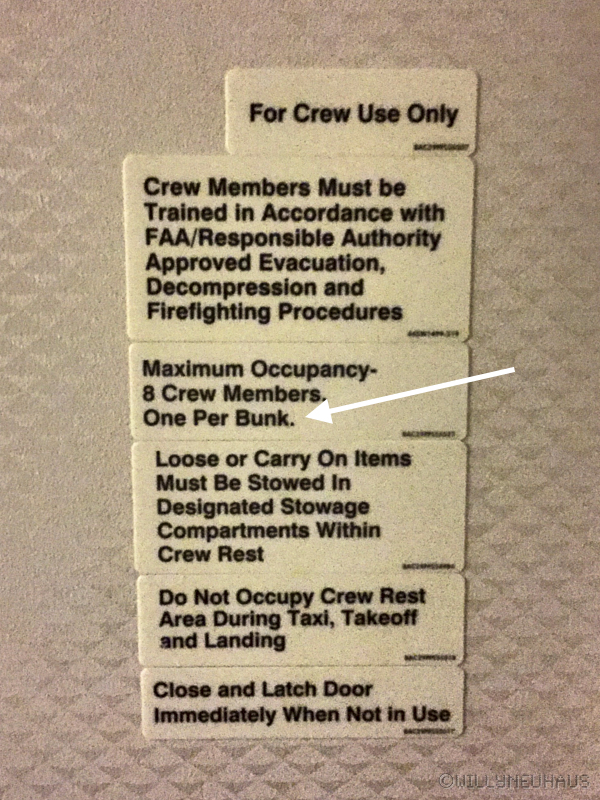 For Crew Use Only
Crew Members Must be
Trained in Accordance with
FAA/Responsible Authority
Approved Evacuation,
Decompression and
Firefighting Procedures
Maximum Occupancy-
8 Crew Members.
One Per Bunk.
Loose or Carry On Items
Must Be Stowed In
Designated Stowage
Compartments Within
Crew Rest
Do Not Occupy Crew Rest
Area During Taxi, Takeoff
and Landing
Close and Latch Door
Immediately When Not in Use
©WILLYNEUHAUS